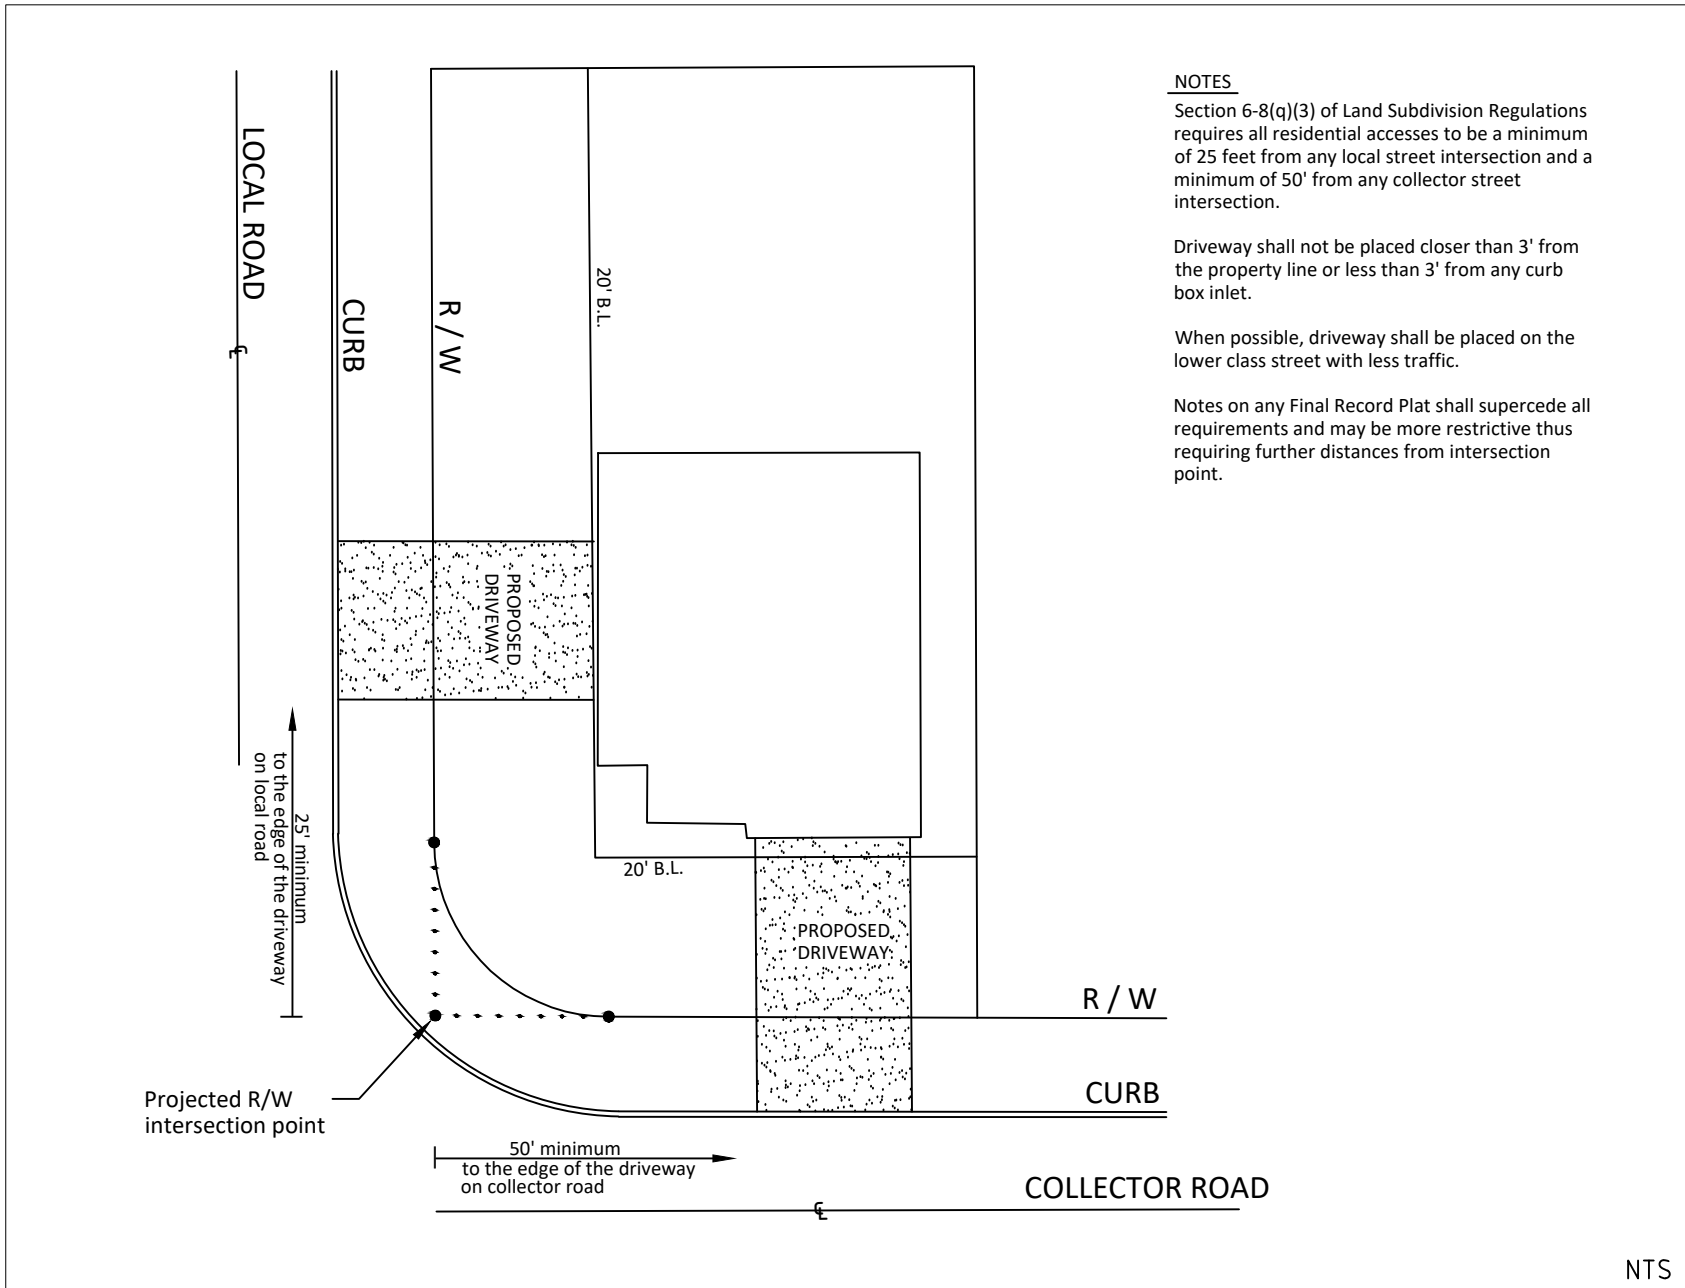 NOTES
Section 6-8(q)(3) of Land Subdivision Regulations
requires all residential accesses to be a minimum
of 25 feet from any local street intersection and a
minimum of 50' from any collector street
intersection.
Driveway shall not be placed closer than 3' from
the property line or less than 3' from any curb
box inlet.
When possible, driveway shall be placed on the
lower class street with less traffic.
Notes on any Final Record Plat shall supercede all
requirements and may be more restrictive thus
requiring further distances from intersection
point.
LOCAL ROAD
CURB
R / W
20' B.L.
PROPOSED
DRIVEWAY
25' minimum
to the edge of the driveway
on local road
20' B.L.
PROPOSED
DRIVEWAY
R / W
CURB
Projected R/W
intersection point
50' minimum
to the edge of the driveway
on collector road
COLLECTOR ROAD
NTS